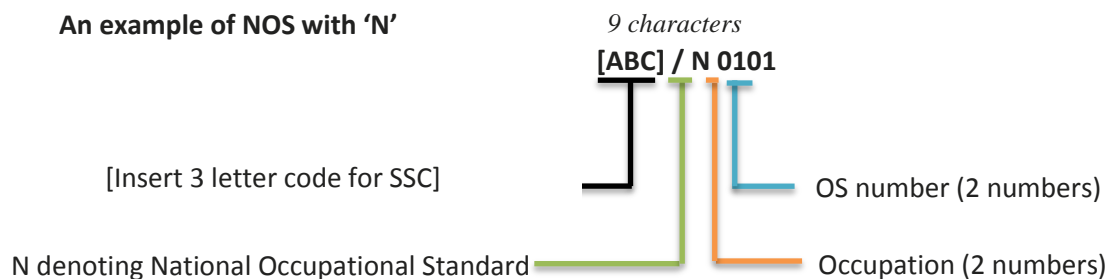 An example of NOS with ‘N’
9 characters
[ABC] / N 0101
[Insert 3 letter code for SSC]
OS number (2 numbers)
N denoting National Occupational Standard
Occupation (2 numbers)